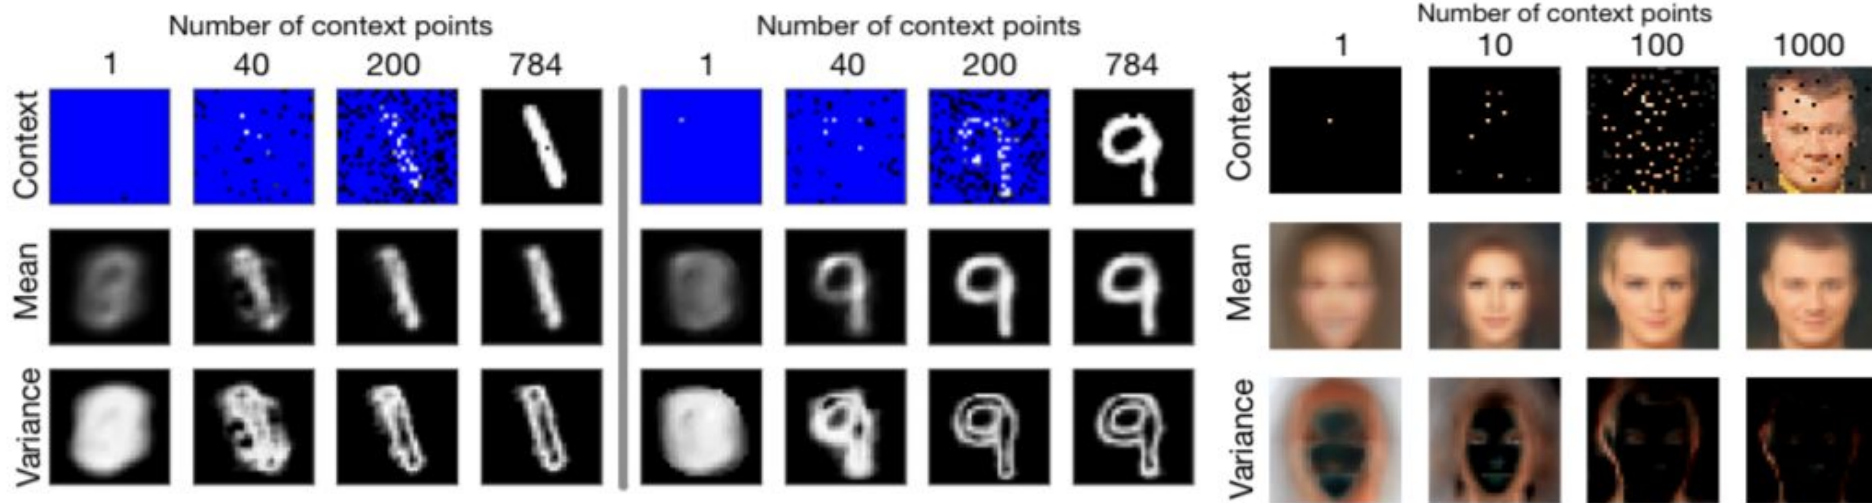 Number of context points
1 40 200 784
Context
Mean
Variance
Number of context points
1 40 200 784
Number of context points
1 10 100 1000
Context
Mean
Variance